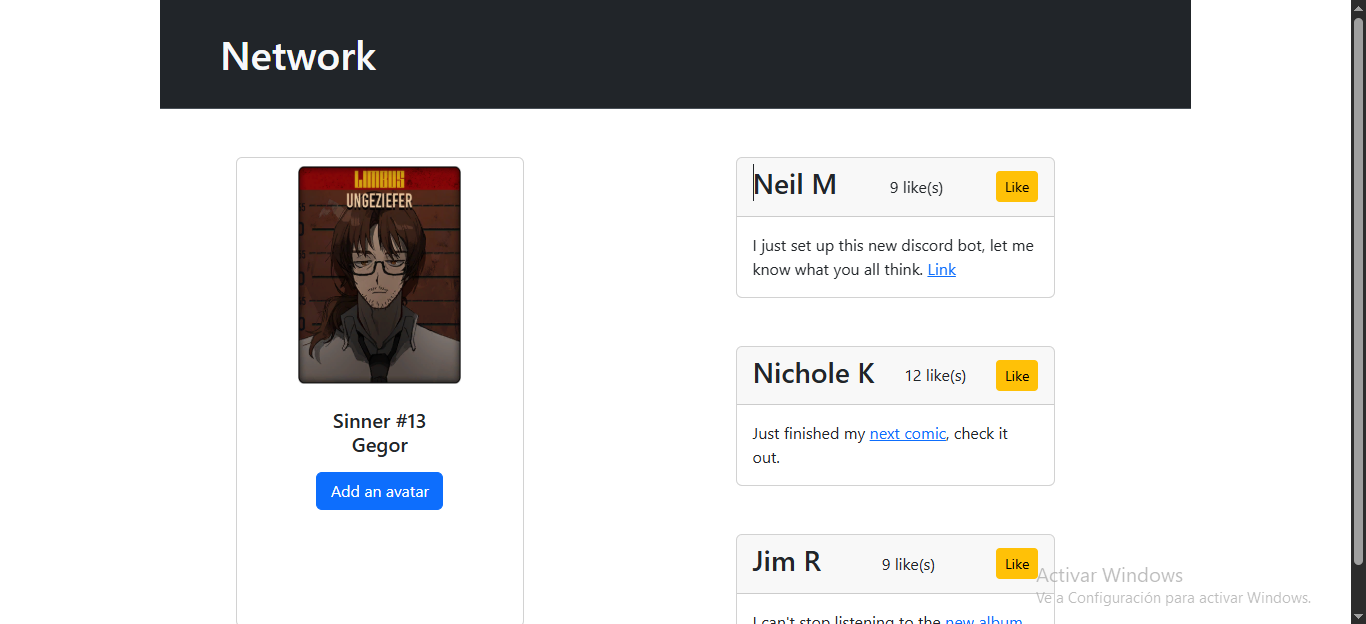 Network
LIMBUS
UNGEZIEFER
Sinner #13
Gegor
Add an avatar
Neil M 9 like(s) Like
I just set up this new discord bot, let me
know what you all think. Link
Nichole K 12 like(s) Like
Just finished my next comic, check it
out.
Jim R 9 like(s) Like
I can't stop listening to the new album
Activar Windows
Ve a Configuración para activar Windows.